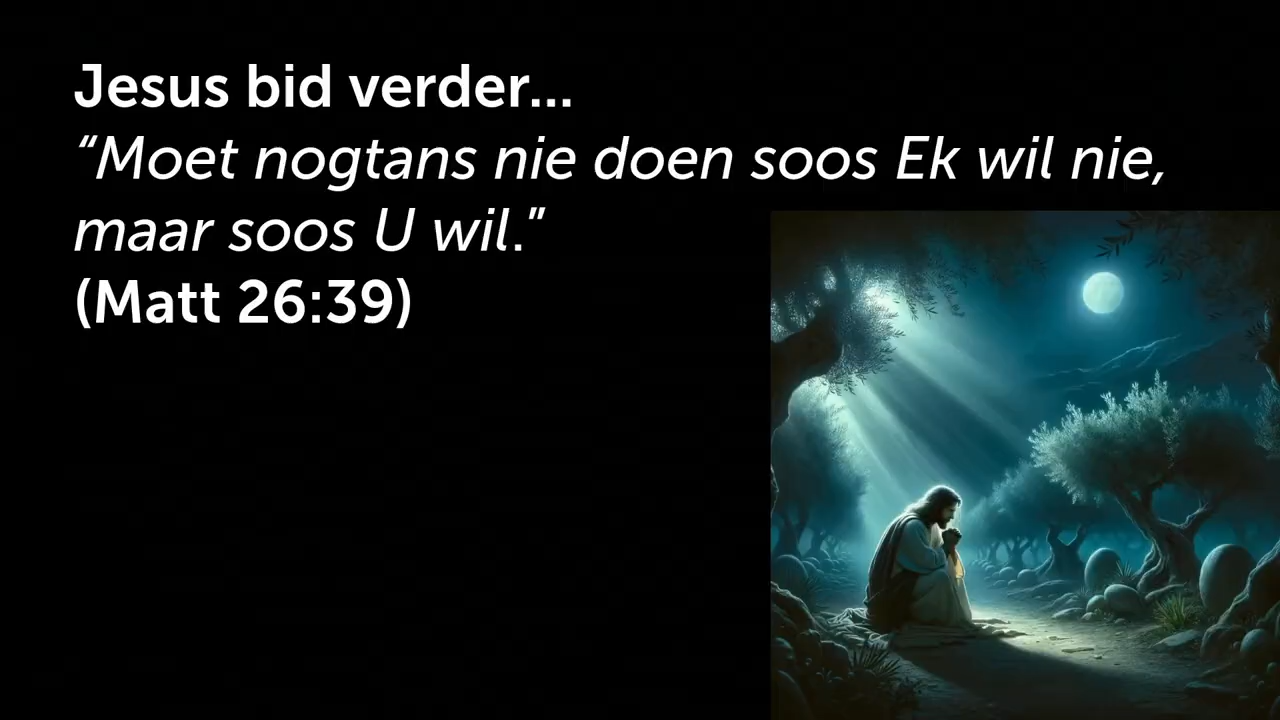 Jesus bid verder...
“Moet nogtans nie doen soos Ek wil nie,
maar soos U wil.”
(Matt 26:39)